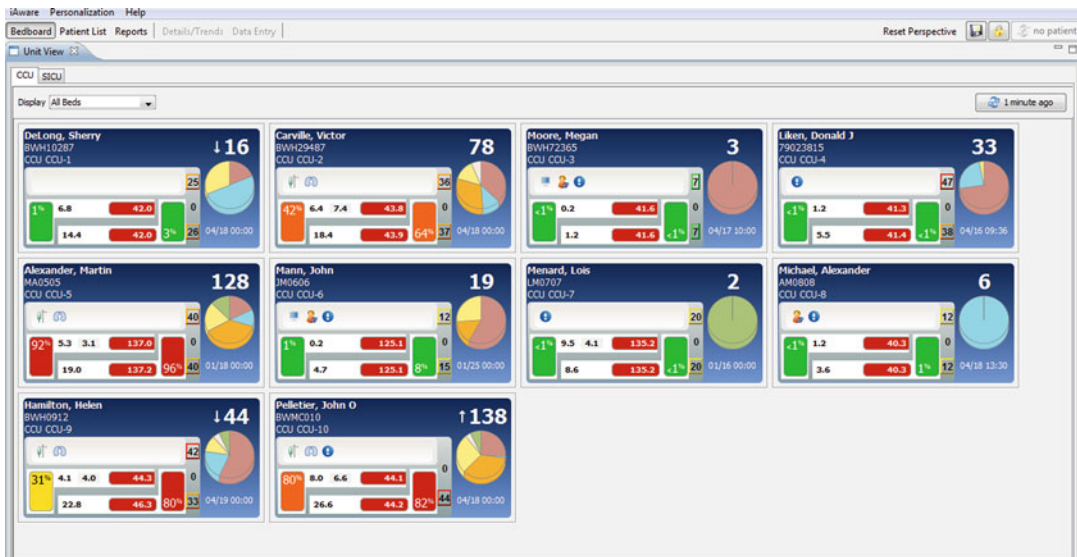 iAware Personalization Help
Bedboard Patient List Reports Details/Trends Data Entry Reset Perspective no patient
Unit View
CCU SICU
Display All Beds 1 minute ago
DeLong, Sherry
BWH10287
CCU CCU-1
↓16
25
1% 6.8 42.0 0
14.4 42.0 3% 26 04/18 00:00
Carville, Victor
BWH29487
CCU CCU-2
78
36
42% 6.4 7.4 43.8 0
18.4 43.9 64% 37 04/18 00:00
Moore, Megan
BWH72365
CCU CCU-3
3
7
<1% 0.2 41.6 0
1.2 41.6 <1% 7 04/17 10:00
Liken, Donald J
79023815
CCU CCU-4
33
47
<1% 1.2 41.3 0
5.5 41.4 <1% 38 04/16 09:36
Alexander, Martin
MA0505
CCU CCU-5
128
40
92% 5.3 3.1 137.0 0
19.0 137.2 96% 40 01/18 00:00
Mann, John
JM0606
CCU CCU-6
19
12
1% 0.2 125.1 0
4.7 125.1 8% 15 01/25 00:00
Menard, Lois
LM0707
CCU CCU-7
2
20
<1% 9.5 4.1 135.2 0
8.6 135.2 <1% 20 01/16 00:00
Michael, Alexander
AM0808
CCU CCU-8
6
12
<1% 1.2 40.3 0
3.6 40.3 1% 12 04/18 13:30
Hamilton, Helen
BWH0912
CCU CCU-9
↓44
42
31% 4.1 4.0 44.3 0
22.8 46.3 80% 33 04/19 00:00
Pelletier, John O
BWMC010
CCU CCU-10
↑138
80% 8.0 6.6 44.1 0
26.6 44.2 82% 44 04/18 00:00